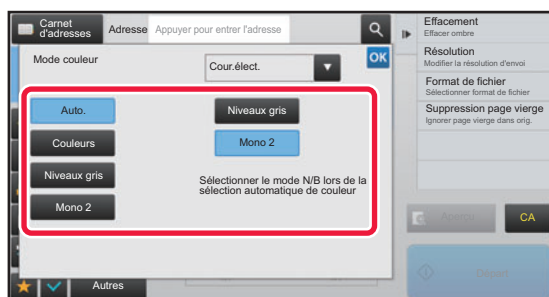 Carnet d'adresses
Adresse
Appuyer pour entrer l'adresse
Mode couleur
Cour.élect.
OK
Auto.
Couleurs
Niveaux gris
Mono 2
Niveaux gris
Mono 2
Sélectionner le mode N/B lors de la
sélection automatique de couleur
Autres
Effacement
Effacer ombre
Résolution
Modifier la résolution d'envoi
Format de fichier
Sélectionner format de fichier
Suppression page vierge
Ignorer page vierge dans orig.
Aperçu
CA
Départ